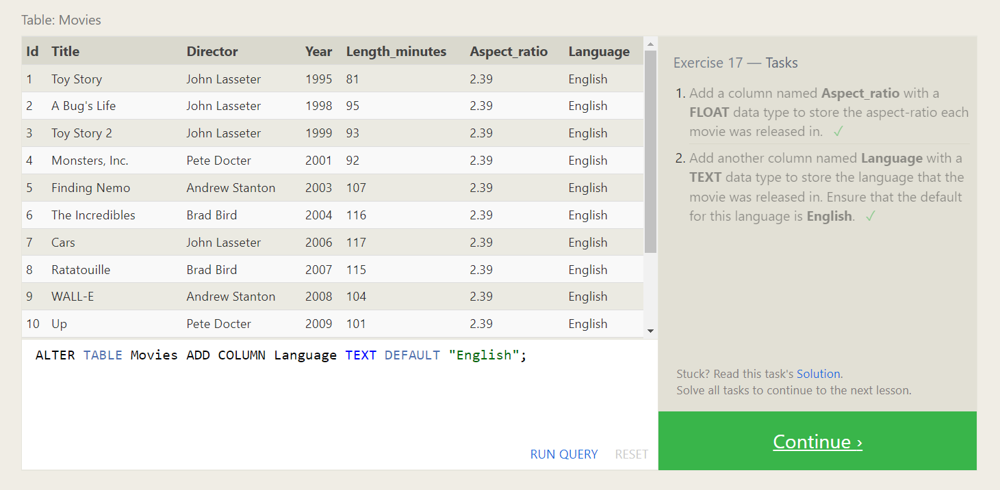 Table: Movies
Id Title Director Year Length_minutes Aspect_ratio Language
1 Toy Story John Lasseter 1995 81 2.39 English
2 A Bug's Life John Lasseter 1998 95 2.39 English
3 Toy Story 2 John Lasseter 1999 93 2.39 English
4 Monsters, Inc. Pete Docter 2001 92 2.39 English
5 Finding Nemo Andrew Stanton 2003 107 2.39 English
6 The Incredibles Brad Bird 2004 116 2.39 English
7 Cars John Lasseter 2006 117 2.39 English
8 Ratatouille Brad Bird 2007 115 2.39 English
9 WALL-E Andrew Stanton 2008 104 2.39 English
10 Up Pete Docter 2009 101 2.39 English
ALTER TABLE Movies ADD COLUMN Language TEXT DEFAULT "English";
RUN QUERY RESET
Exercise 17 — Tasks
1. Add a column named Aspect_ratio with a
FLOAT data type to store the aspect-ratio each
movie was released in. ✓
2. Add another column named Language with a
TEXT data type to store the language that the
movie was released in. Ensure that the default
for this language is English. ✓
Stuck? Read this task's Solution.
Solve all tasks to continue to the next lesson.
Continue ›